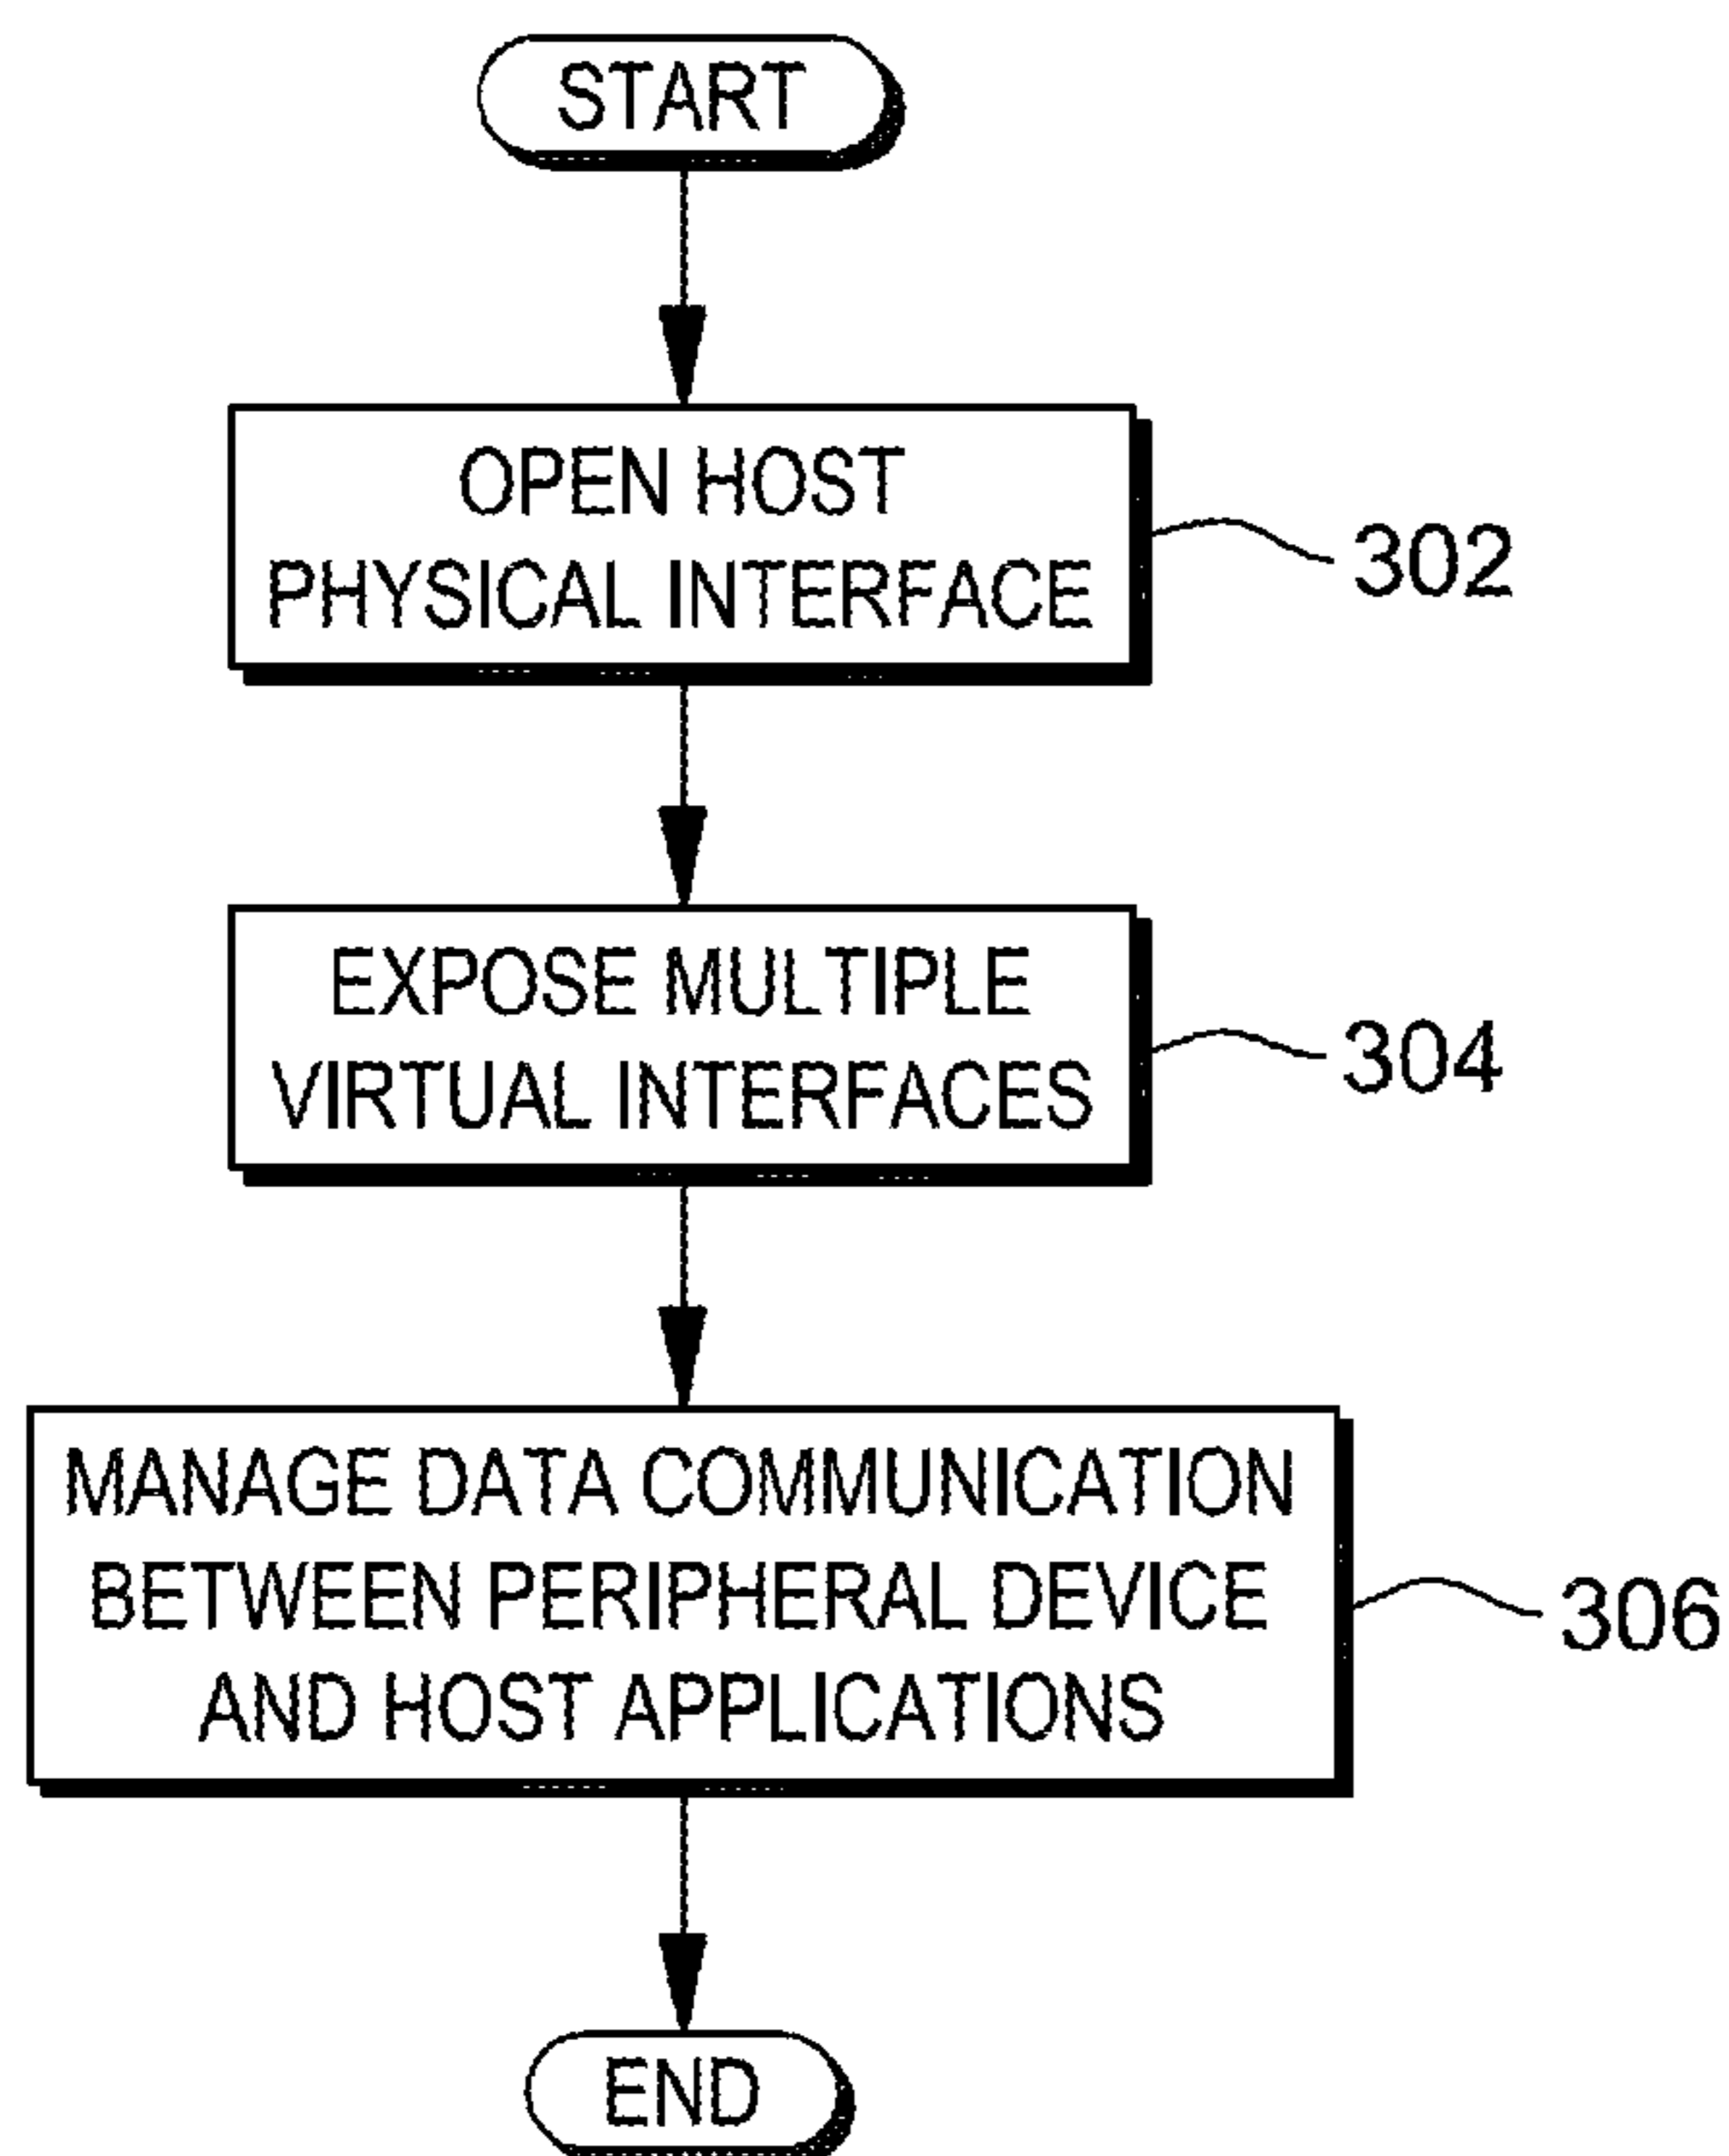 START
OPEN HOST
PHYSICAL INTERFACE
302
EXPOSE MULTIPLE
VIRTUAL INTERFACES
304
MANAGE DATA COMMUNICATION
BETWEEN PERIPHERAL DEVICE
AND HOST APPLICATIONS
306
END